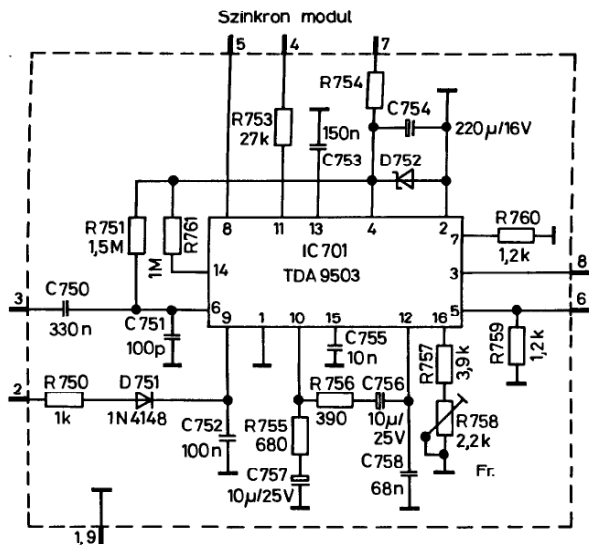 Szinkron modul
5 4 7
R754
C754
220µ/16V
R753
27k
150n
C753
D752
R751
1,5M
R761
1M
8 11 13 4 2
IC701
TDA 9503
14
6
7
3
5
9 1 10 15 12 16
R760
1,2k
8
6
3
C750
330n
C751
100p
C755
10n
R757
3,9k
R759
1,2k
2
R750
1k
D751
1N4148
C752
100n
R755
680
R756
390
C756
10µ/
25V
R758
2,2k
C757
10µ/25V
C758
68n
Fr.
1,9